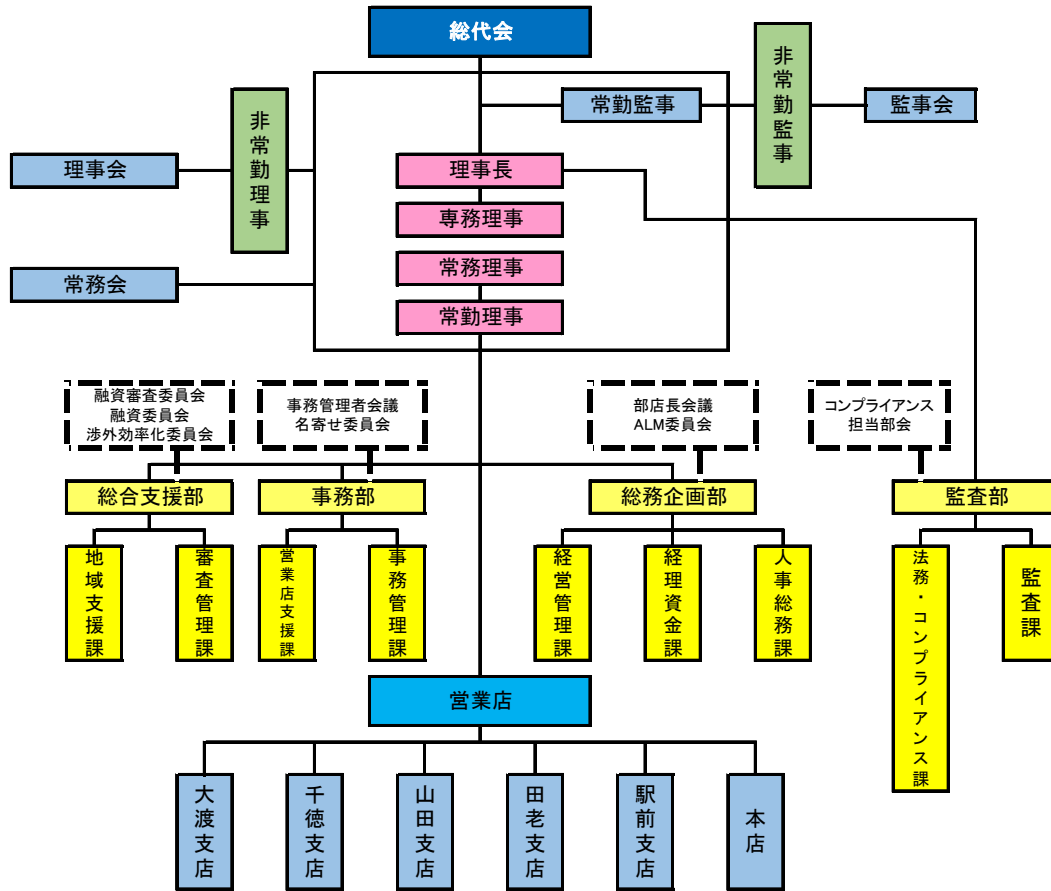 総代会
非常勤監事
常勤監事
監事会
非常勤理事
理事会
理事長
専務理事
常務理事
常務会
常勤理事
融資審査委員会
融資委員会
渉外効率化委員会
事務管理者会議
名寄せ委員会
部店長会議
ALM委員会
コンプライアンス
担当部会
総合支援部
事務部
総務企画部
監査部
地域支援課
審査管理課
営業店支援課
事務管理課
経営管理課
経理資金課
人事総務課
法務・コンプライアンス課
監査課
営業店
大渡支店
千徳支店
山田支店
田老支店
駅前支店
本店